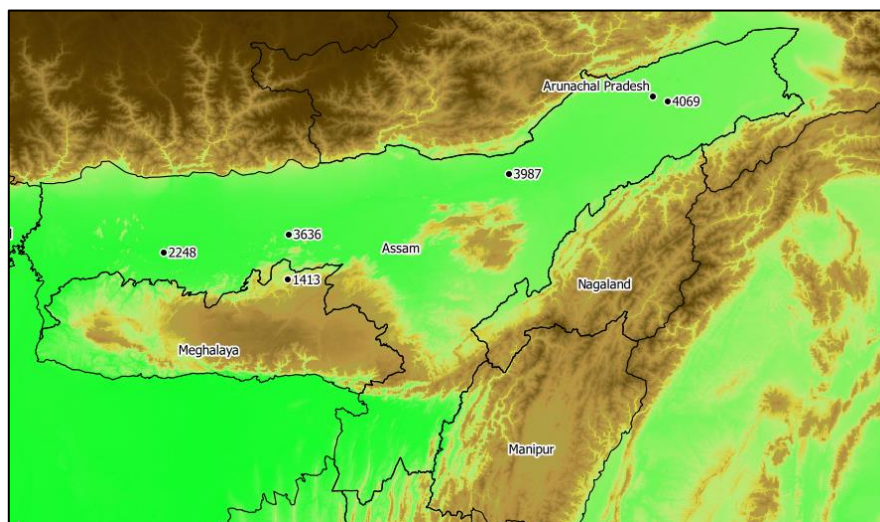 Arunachal Pradesh
4069
3987
3636
Assam
2248
1413
Nagaland
Meghalaya
Manipur